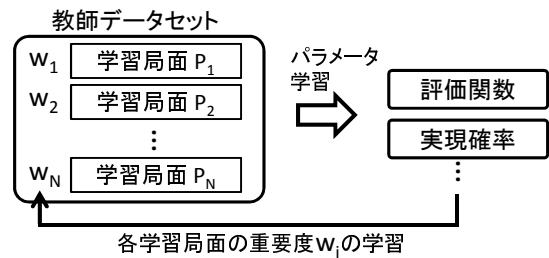 教師データセット
w1 学習局面 P1
w2 学習局面 P2
⋮
wN 学習局面 PN
パラメータ
学習
評価関数
実現確率
⋮
各学習局面の重要度wiの学習